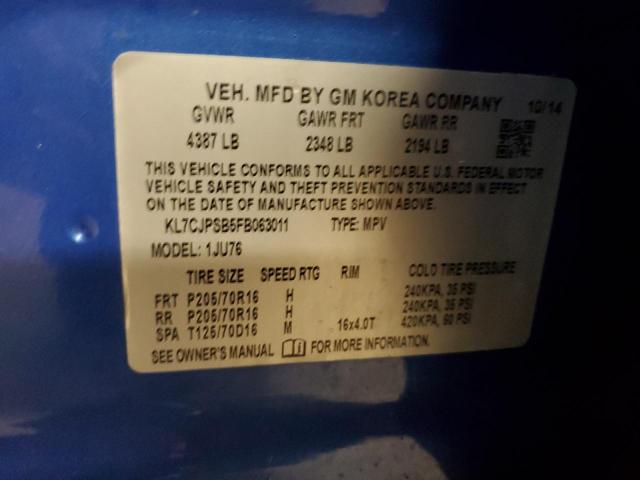 VEH. MFD BY GM KOREA COMPANY 10/14
GVWR GAWR FRT GAWR RR
4387 LB 2348 LB 2194 LB
THIS VEHICLE CONFORMS TO ALL APPLICABLE U.S. FEDERAL MOTOR
VEHICLE SAFETY AND THEFT PREVENTION STANDARDS IN EFFECT
ON THE DATE OF MANUFACTURE SHOWN ABOVE.
KL7CJPSB5FB063011 TYPE: MPV
MODEL: 1JU76
TIRE SIZE SPEED RTG RIM COLD TIRE PRESSURE
FRT P205/70R16 H 240KPA, 35 PSI
RR P205/70R16 H 240KPA, 35 PSI
SPA T125/70D16 M 16x4.0T 420KPA, 60 PSI
SEE OWNER'S MANUAL FOR MORE INFORMATION.